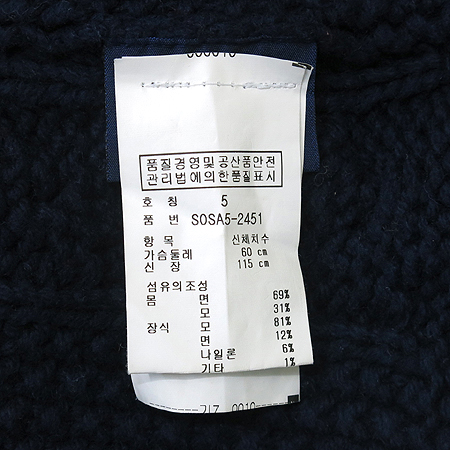 품질경영및공산품안전
관리법에의한품질표시
호 칭 5
품 번 SOSA5-2451
항 목 신체치수
가슴둘레 60 cm
신 장 115 cm
섬유의조성
몸 면 69%
모 31%
장식 모 81%
면 12%
나일론 6%
기타 1%